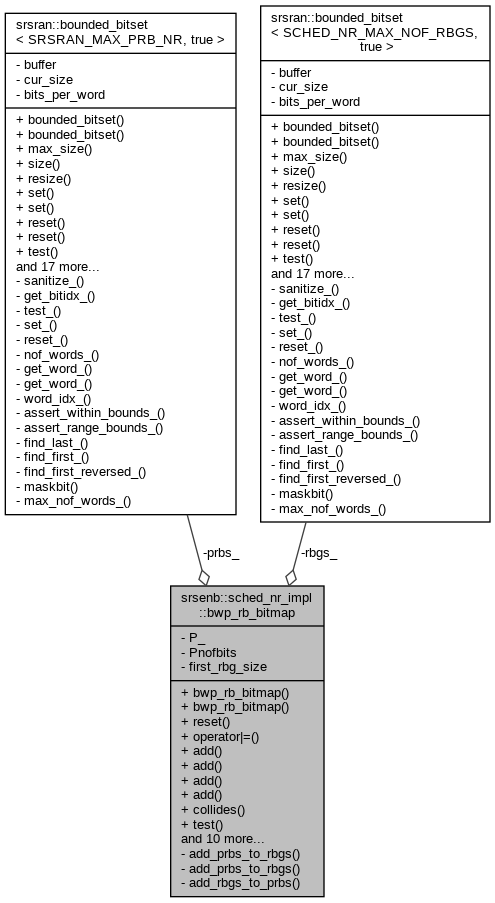 srsran::bounded_bitset
< SRSRAN_MAX_PRB_NR, true >
- buffer
- cur_size
- bits_per_word
+ bounded_bitset()
+ bounded_bitset()
+ max_size()
+ size()
+ resize()
+ set()
+ set()
+ reset()
+ reset()
+ test()
and 17 more...
- sanitize_()
- get_bitidx_()
- test_()
- set_()
- reset_()
- nof_words_()
- get_word_()
- get_word_()
- word_idx_()
- assert_within_bounds_()
- assert_range_bounds_()
- find_last_()
- find_first_()
- find_first_reversed_()
- maskbit()
- max_nof_words_()
srsran::bounded_bitset
< SCHED_NR_MAX_NOF_RBGS,
true >
- buffer
- cur_size
- bits_per_word
+ bounded_bitset()
+ bounded_bitset()
+ max_size()
+ size()
+ resize()
+ set()
+ set()
+ reset()
+ reset()
+ test()
and 17 more...
- sanitize_()
- get_bitidx_()
- test_()
- set_()
- reset_()
- nof_words_()
- get_word_()
- get_word_()
- word_idx_()
- assert_within_bounds_()
- assert_range_bounds_()
- find_last_()
- find_first_()
- find_first_reversed_()
- maskbit()
- max_nof_words_()
-prbs_
-rbgs_
srsenb::sched_nr_impl
::bwp_rb_bitmap
- P_
- Pnofbits
- first_rbg_size
+ bwp_rb_bitmap()
+ bwp_rb_bitmap()
+ reset()
+ operator|=()
+ add()
+ add()
+ add()
+ add()
+ collides()
+ test()
and 10 more...
- add_prbs_to_rbgs()
- add_prbs_to_rbgs()
- add_rbgs_to_prbs()